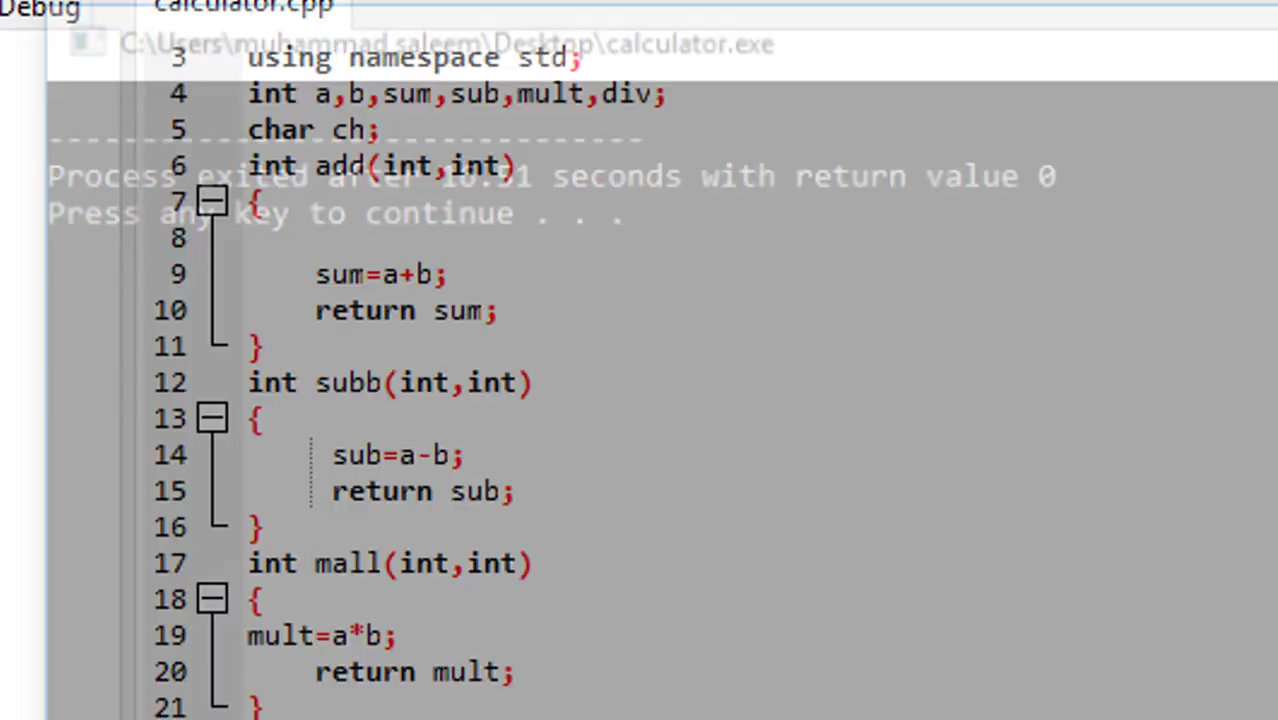 Debug
calculator.cpp
C:\Users\muhammad saleem\Desktop\calculator.exe
3 using namespace std;
4 int a,b,sum,sub,mult,div;
5 char ch;
--------------------------------
6 int add(int,int)
Process exited after 16.51 seconds with return value 0
7 {
Press any key to continue . . .
8
9 sum=a+b;
10 return sum;
11 }
12 int subb(int,int)
13 {
14 sub=a-b;
15 return sub;
16 }
17 int mall(int,int)
18 {
19 mult=a*b;
20 return mult;
21 }